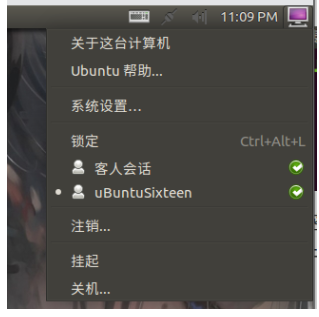 11:09 PM
关于这台计算机
Ubuntu 帮助...
系统设置...
锁定 Ctrl+Alt+L
客人会话
uBuntuSixteen
注销...
挂起
关机...